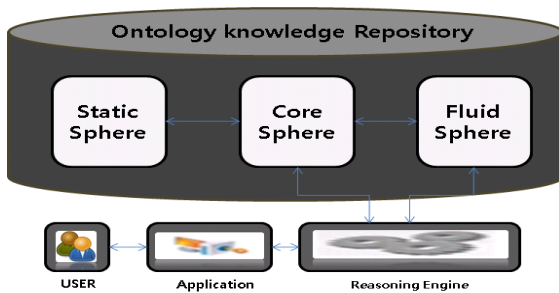 Ontology knowledge Repository
Static
Sphere
Core
Sphere
Fluid
Sphere
USER
Application
Reasoning Engine